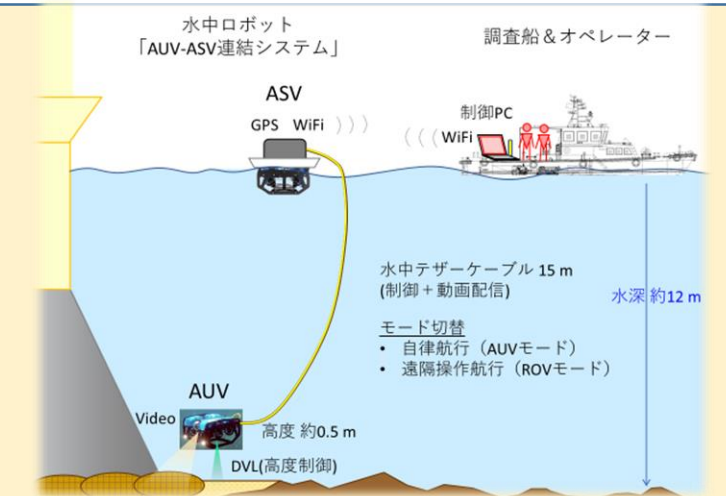 水中ロボット
「AUV-ASV連結システム」
調査船＆オペレーター
ASV
GPS WiFi
制御PC
WiFi
水中テザーケーブル 15 m
(制御＋動画配信)
水深 約12 m
モード切替
• 自律航行（AUVモード）
• 遠隔操作航行（ROVモード）
AUV
Video
高度 約0.5 m
DVL(高度制御)